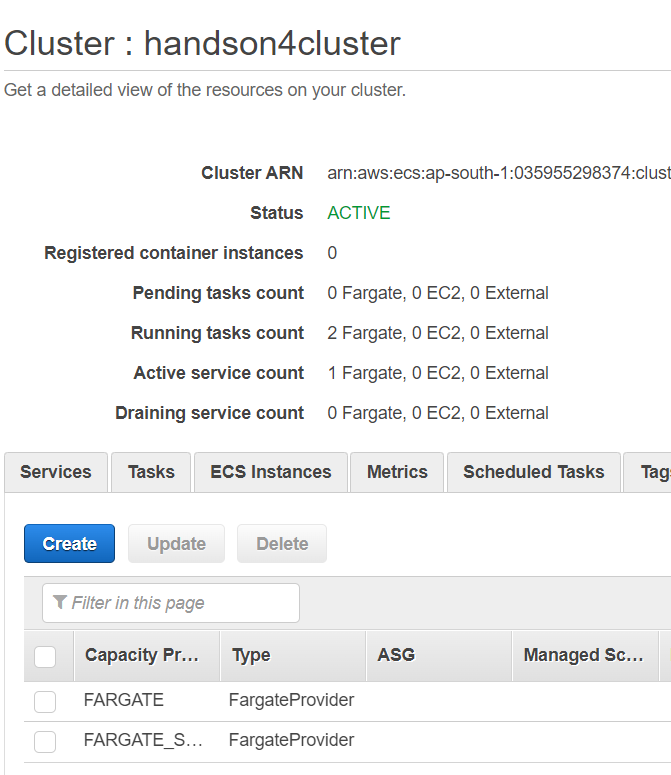 Cluster : handson4cluster
Get a detailed view of the resources on your cluster.
Cluster ARN arn:aws:ecs:ap-south-1:035955298374:clust
Status ACTIVE
Registered container instances 0
Pending tasks count 0 Fargate, 0 EC2, 0 External
Running tasks count 2 Fargate, 0 EC2, 0 External
Active service count 1 Fargate, 0 EC2, 0 External
Draining service count 0 Fargate, 0 EC2, 0 External
Services Tasks ECS Instances Metrics Scheduled Tasks Tag
Create Update Delete
Filter in this page
Capacity Pr... Type ASG Managed Sc...
FARGATE FargateProvider
FARGATE_S... FargateProvider